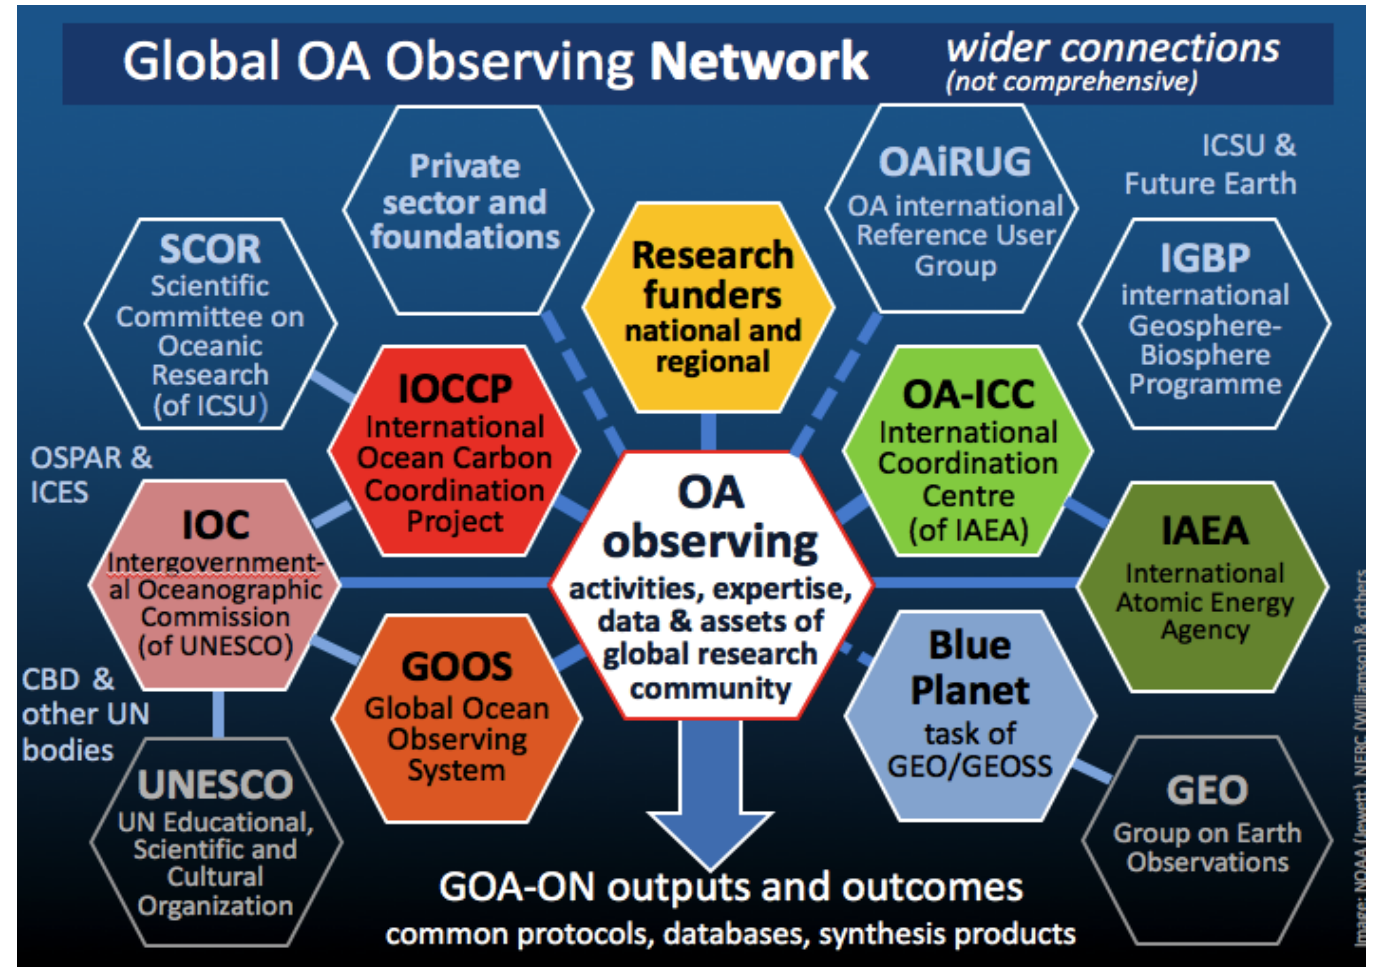 Global OA Observing Network
wider connections
(not comprehensive)
Private
sector and
foundations
OAiRUG
OA international
Reference User
Group
ICSU &
Future Earth
SCOR
Scientific
Committee on
Oceanic
Research
(of ICSU)
Research
funders
national and
regional
IGBP
international
Geosphere-
Biosphere
Programme
IOCCP
International
Ocean Carbon
Coordination
Project
OA-ICC
International
Coordination
Centre
(of IAEA)
OSPAR &
ICES
IOC
Intergovernment-
al Oceanographic
Commission
(of UNESCO)
OA
observing
activities, expertise,
data & assets of
global research
community
IAEA
International
Atomic Energy
Agency
GOOS
Global Ocean
Observing
System
Blue
Planet
task of
GEO/GEOSS
CBD &
other UN
bodies
UNESCO
UN Educational,
Scientific and
Cultural
Organization
GEO
Group on Earth
Observations
GOA-ON outputs and outcomes
common protocols, databases, synthesis products
Image: NOAA (Jewett), NERC (Williamson) & others